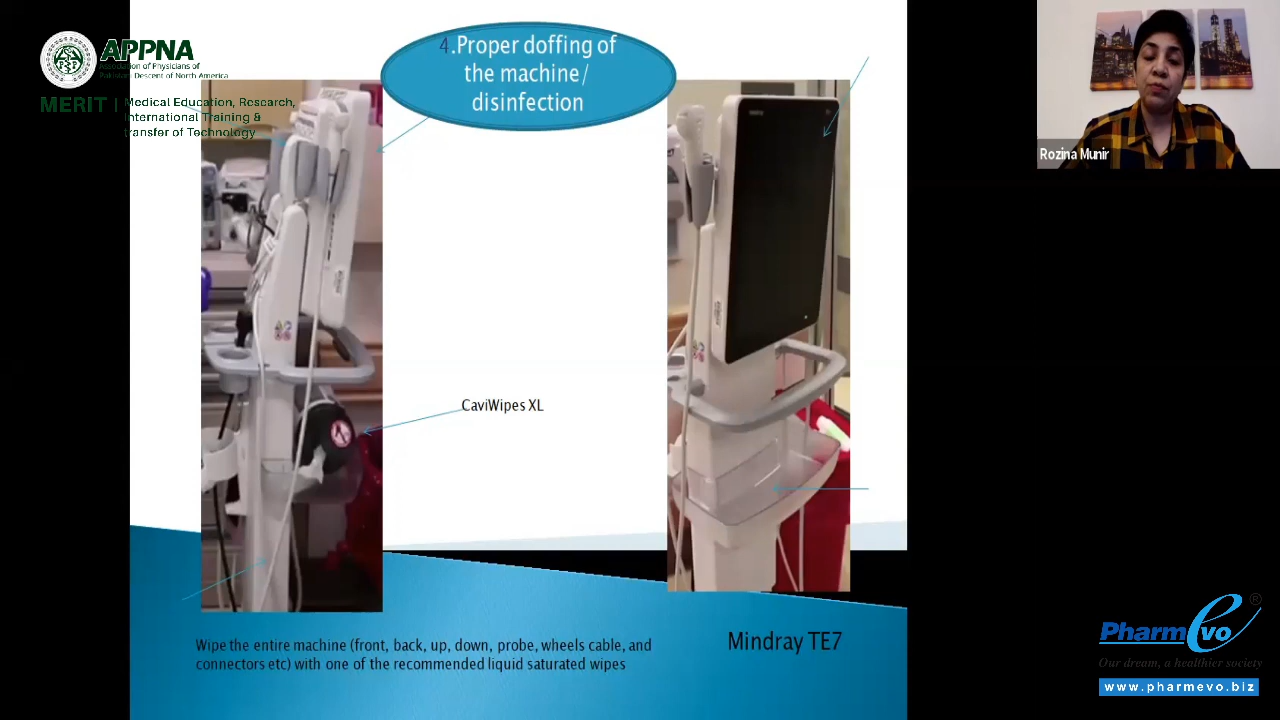 APPNA
Association of Physicians of
Pakistani Descent of North America
MERIT | Medical Education, Research,
International Training &
transfer of Technology
4.Proper doffing of
the machine/
disinfection
Rozina Munir
CaviWipes XL
Wipe the entire machine (front, back, up, down, probe, wheels cable, and
connectors etc) with one of the recommended liquid saturated wipes
Mindray TE7
PharmEvo ®
Our dream, a healthier society
www.pharmevo.biz